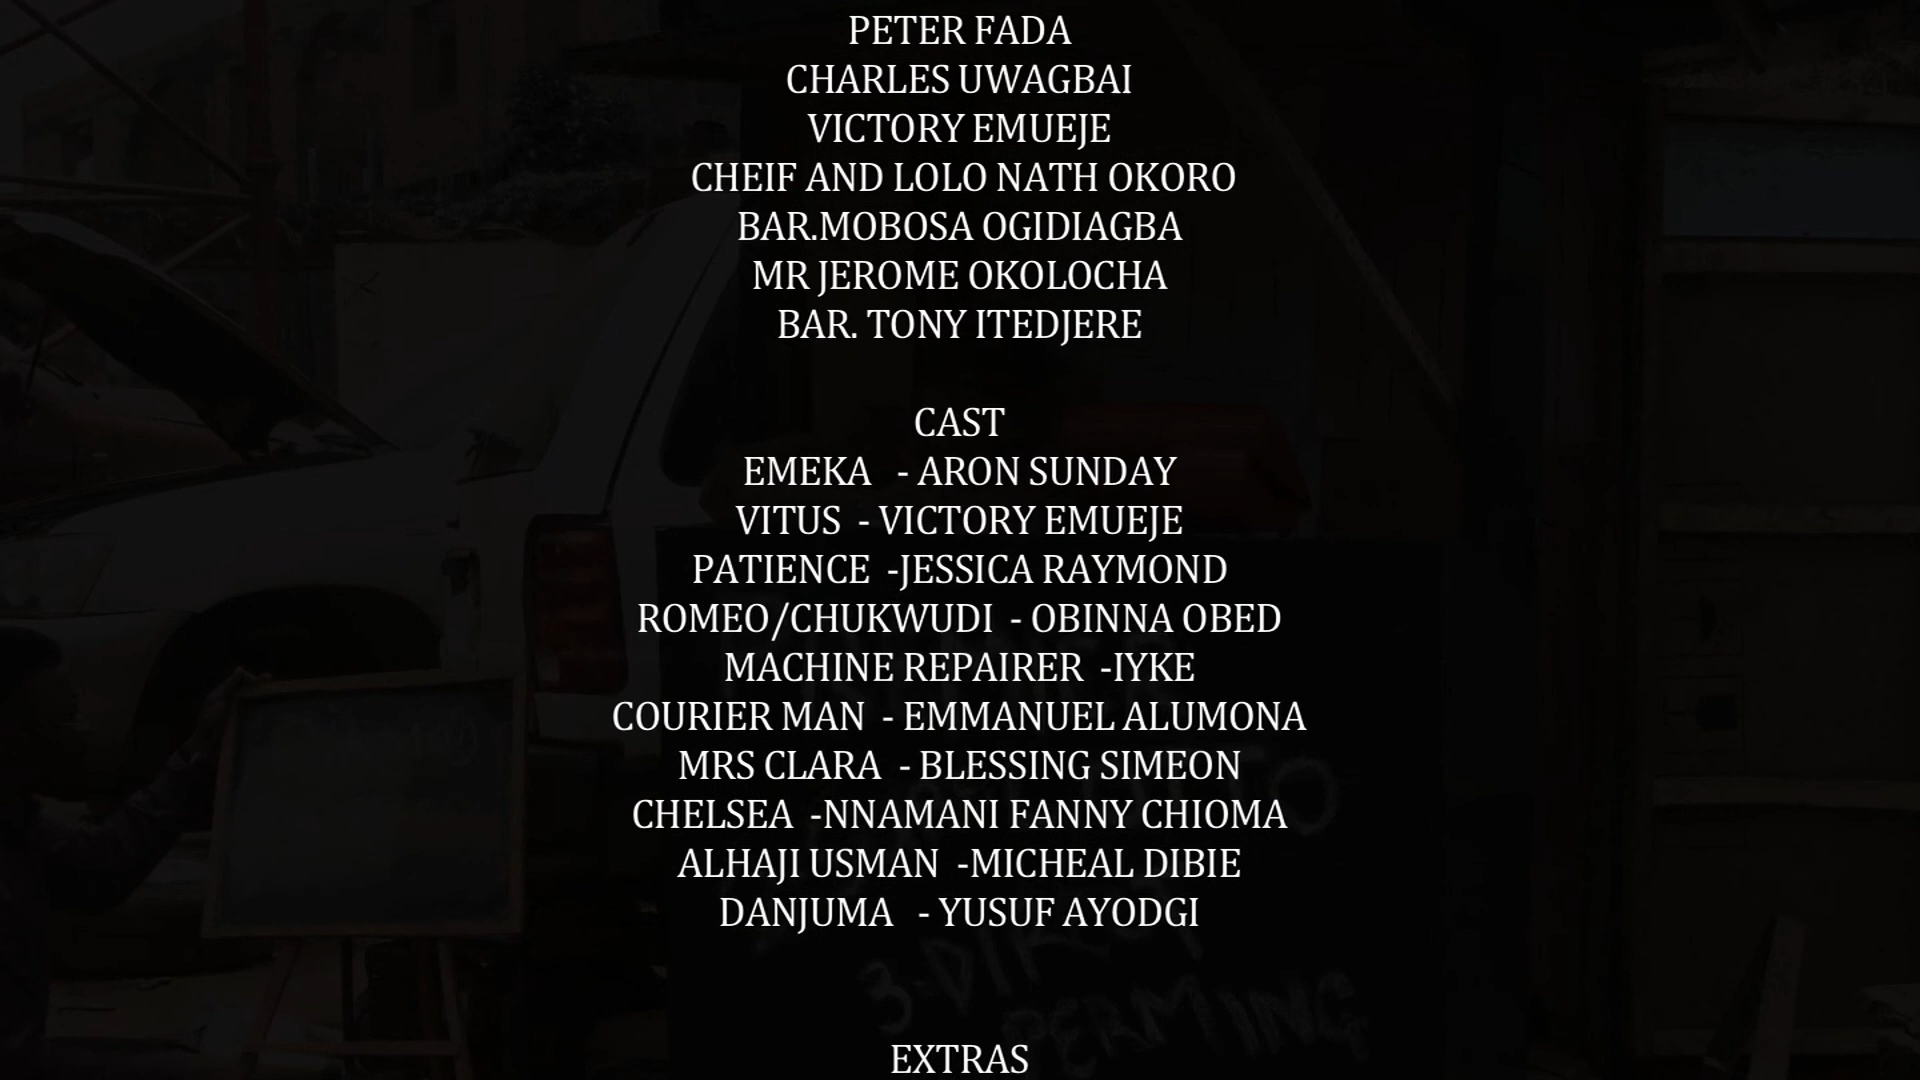 PETER FADA
CHARLES UWAGBAI
VICTORY EMUEJE
CHEIF AND LOLO NATH OKORO
BAR.MOBOSA OGIDIAGBA
MR JEROME OKOLOCHA
BAR. TONY ITEDJERE
CAST
EMEKA - ARON SUNDAY
VITUS - VICTORY EMUEJE
PATIENCE -JESSICA RAYMOND
ROMEO/CHUKWUDI - OBINNA OBED
MACHINE REPAIRER -IYKE
COURIER MAN - EMMANUEL ALUMONA
MRS CLARA - BLESSING SIMEON
CHELSEA -NNAMANI FANNY CHIOMA
ALHAJI USMAN -MICHEAL DIBIE
DANJUMA - YUSUF AYODGI
PERMING
EXTRAS